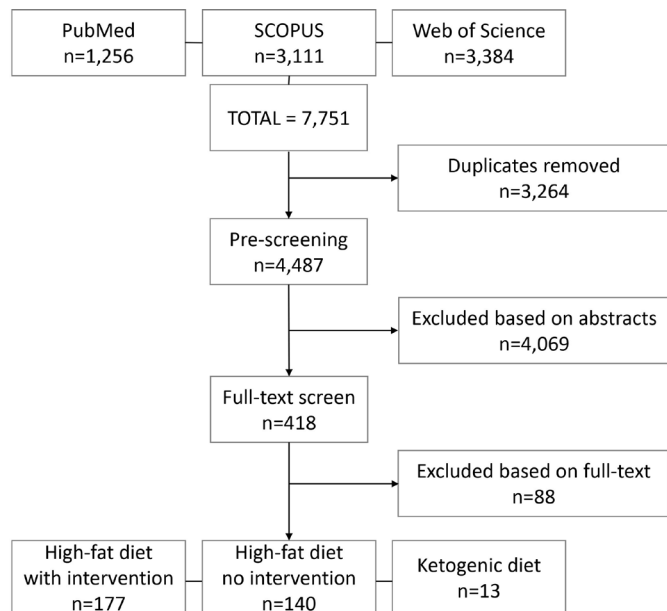 PubMed
n=1,256
SCOPUS
n=3,111
Web of Science
n=3,384
TOTAL = 7,751
Duplicates removed
n=3,264
Pre-screening
n=4,487
Excluded based on abstracts
n=4,069
Full-text screen
n=418
Excluded based on full-text
n=88
High-fat diet
with intervention
n=177
High-fat diet
no intervention
n=140
Ketogenic diet
n=13